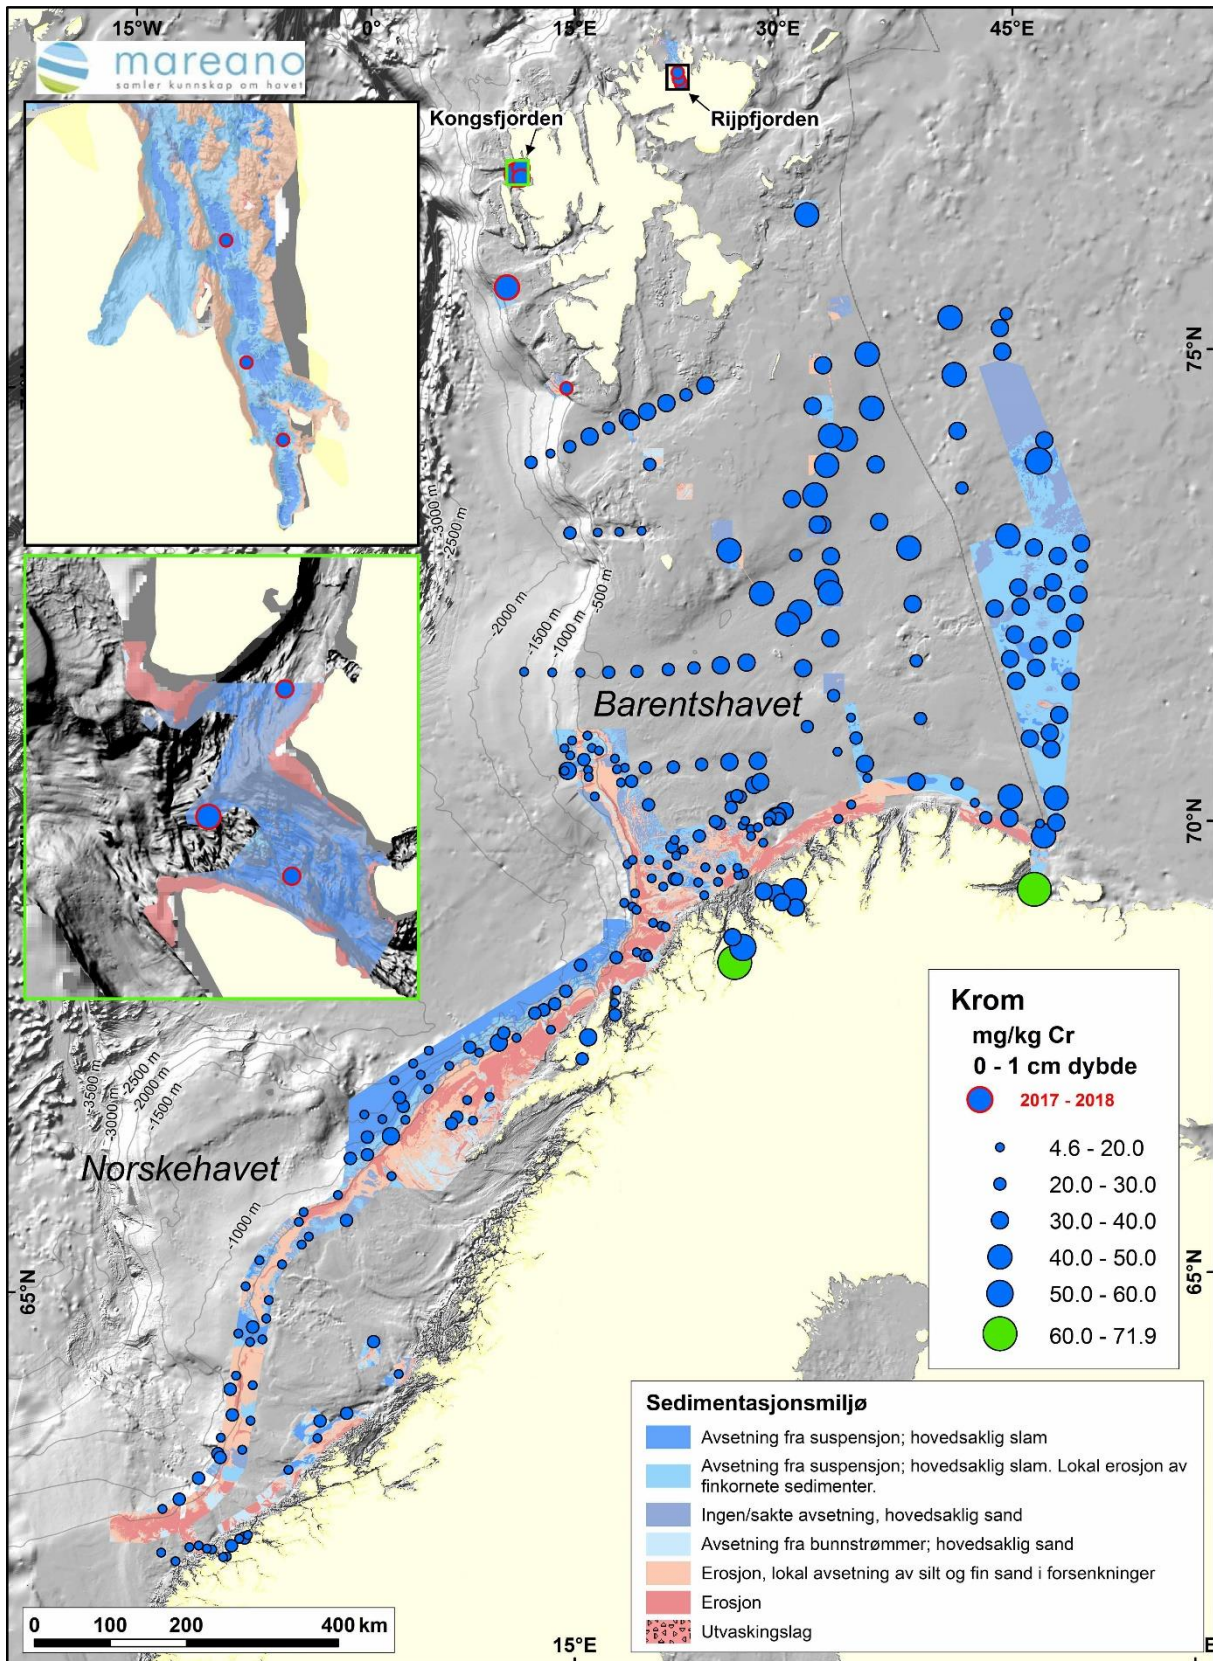 15°W 0° 15°E 30°E 45°E
mareano
samler kunnskap om havet
Kongsfjorden
Rijpfjorden
75°N
-3000 m
-2500 m
-2000 m
-1500 m
-1000 m
-500 m
Barentshavet
70°N
-3500 m
-3000 m
-2500 m
-2000 m
-1500 m
Norskehavet
-1000 m
65°N
65°N
Krom
mg/kg Cr
0 - 1 cm dybde
2017 - 2018
4.6 - 20.0
20.0 - 30.0
30.0 - 40.0
40.0 - 50.0
50.0 - 60.0
60.0 - 71.9
Sedimentasjonsmiljø
Avsetning fra suspensjon; hovedsaklig slam
Avsetning fra suspensjon; hovedsaklig slam. Lokal erosjon av
finkornete sedimenter.
Ingen/sakte avsetning, hovedsaklig sand
Avsetning fra bunnstrømmer; hovedsaklig sand
Erosjon, lokal avsetning av silt og fin sand i forsenkninger
Erosjon
Utvaskingslag
0 100 200 400 km
15°E